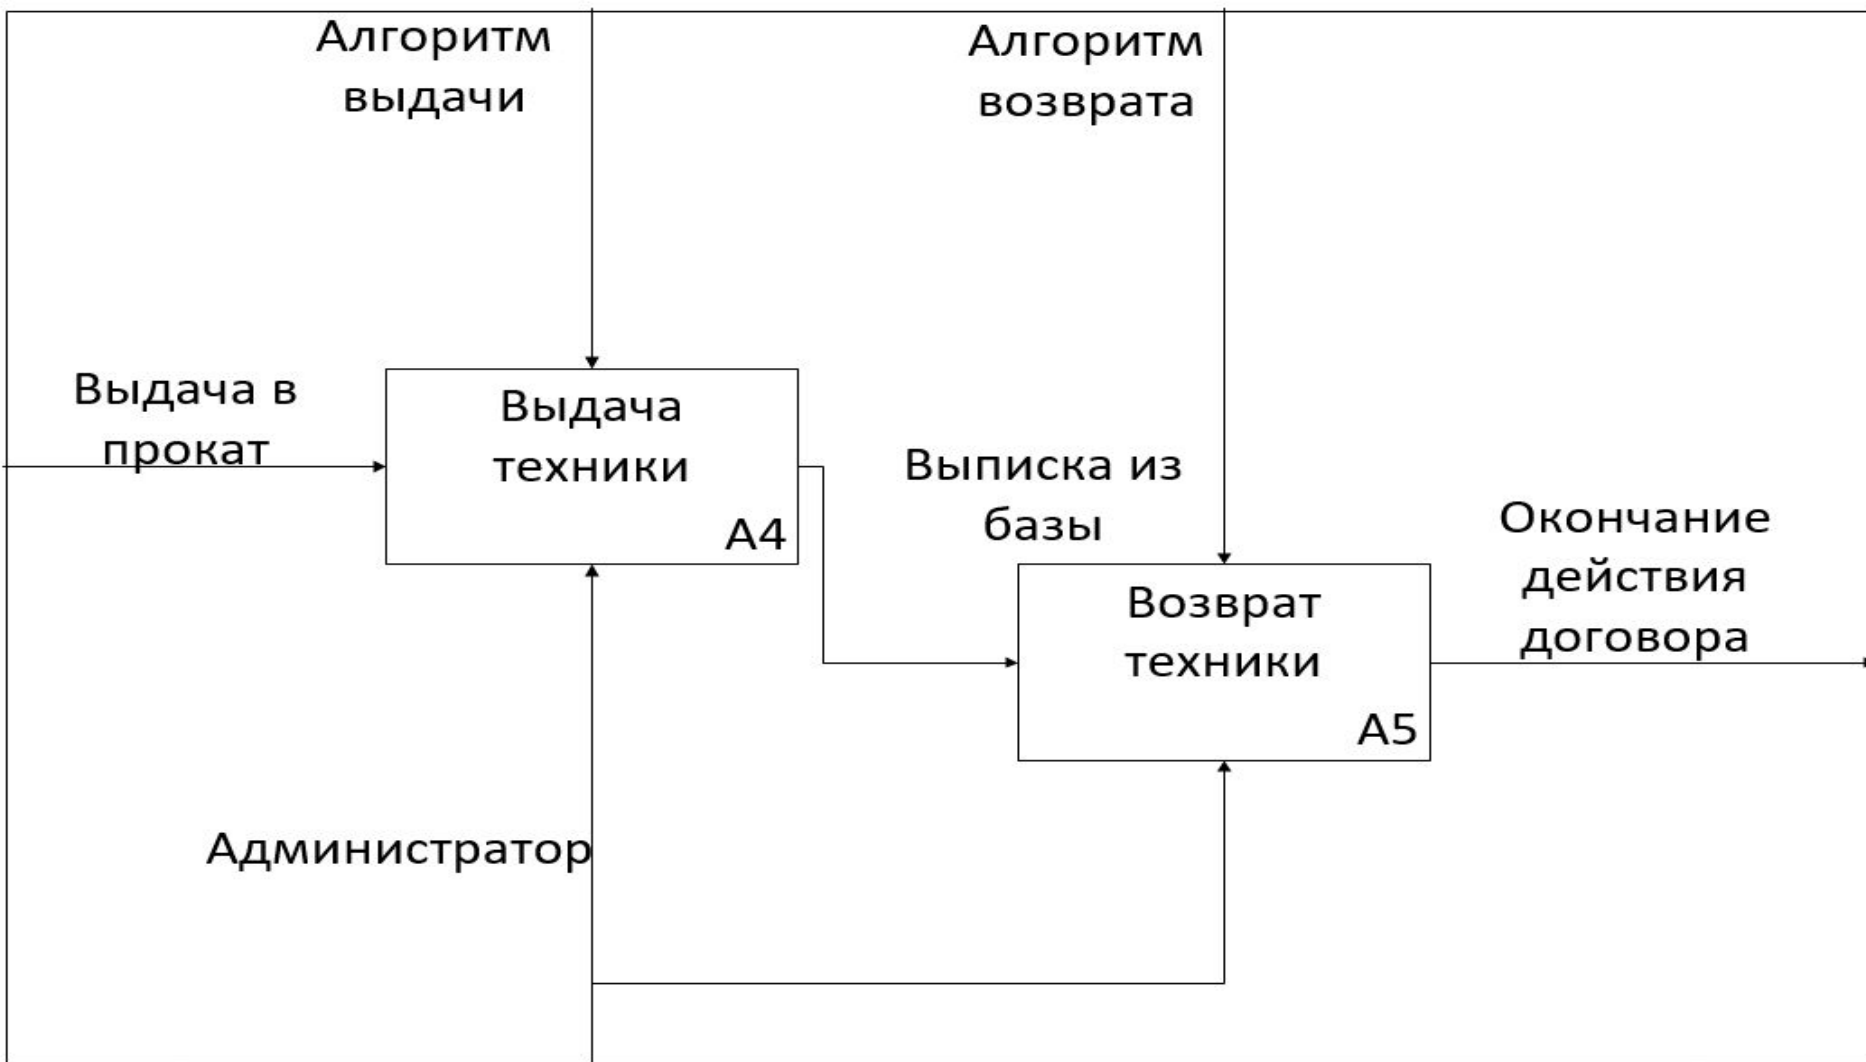 Алгоритм
выдачи
Алгоритм
возврата
Выдача в
прокат
Выдача
техники
А4
Выписка из
базы
Возврат
техники
А5
Окончание
действия
договора
Администратор